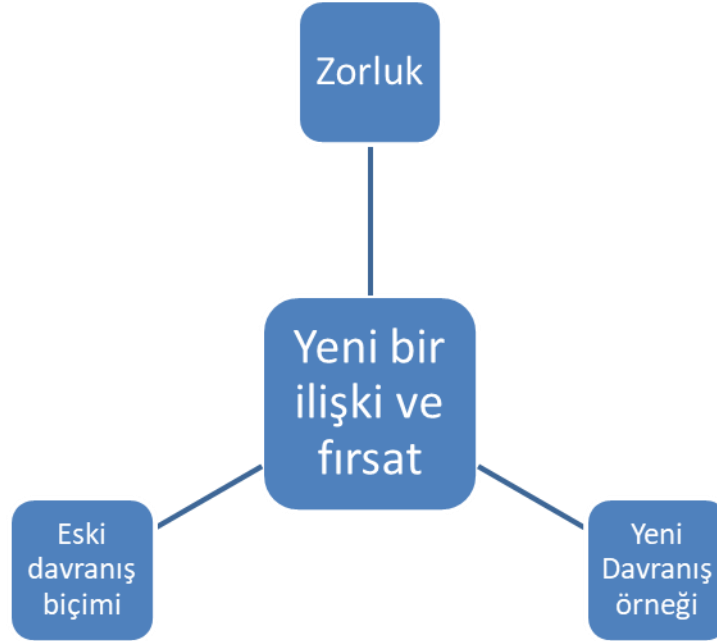 Zorluk
Yeni bir
ilişki ve
fırsat
Eski
davranış
biçimi
Yeni
Davranış
örneği